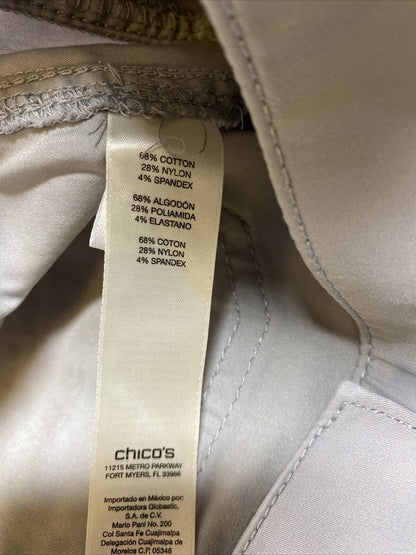 68% COTTON
28% NYLON
4% SPANDEX
68% ALGODÓN
28% POLIAMIDA
4% ELASTANO
68% COTON
28% NYLON
4% SPANDEX
chico's
11215 METRO PARKWAY
FORT MYERS, FL 33966
Importado en México por:
Importadora Globastic,
S.A. de C.V.
Mario Pani No. 200
Col Santa Fe Cuajimalpa
Delegación Cuajimalpa de
Morelos C.P. 05348